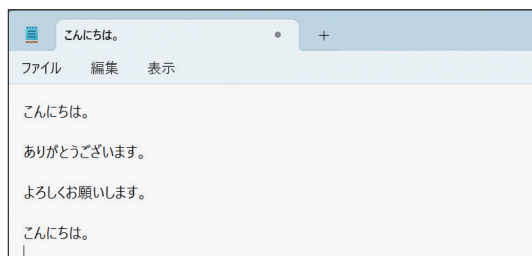 こんにちは。
+
ファイル 編集 表示
こんにちは。
ありがとうございます。
よろしくお願いします。
こんにちは。